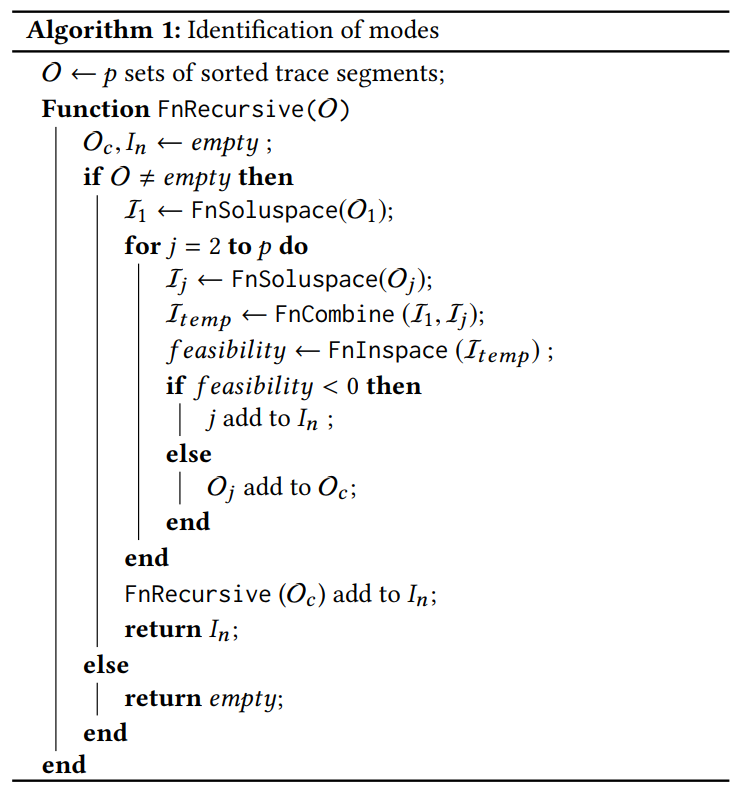 Algorithm 1: Identification of modes
O ← p sets of sorted trace segments;
Function FnRecursive(O)
O_c, I_n ← empty ;
if O ≠ empty then
I_1 ← FnSoluspace(O_1);
for j = 2 to p do
I_j ← FnSoluspace(O_j);
I_temp ← FnCombine (I_1, I_j);
feasibility ← FnInspace (I_temp) ;
if feasibility < 0 then
j add to I_n ;
else
O_j add to O_c;
end
end
FnRecursive (O_c) add to I_n;
return I_n;
else
return empty;
end
end